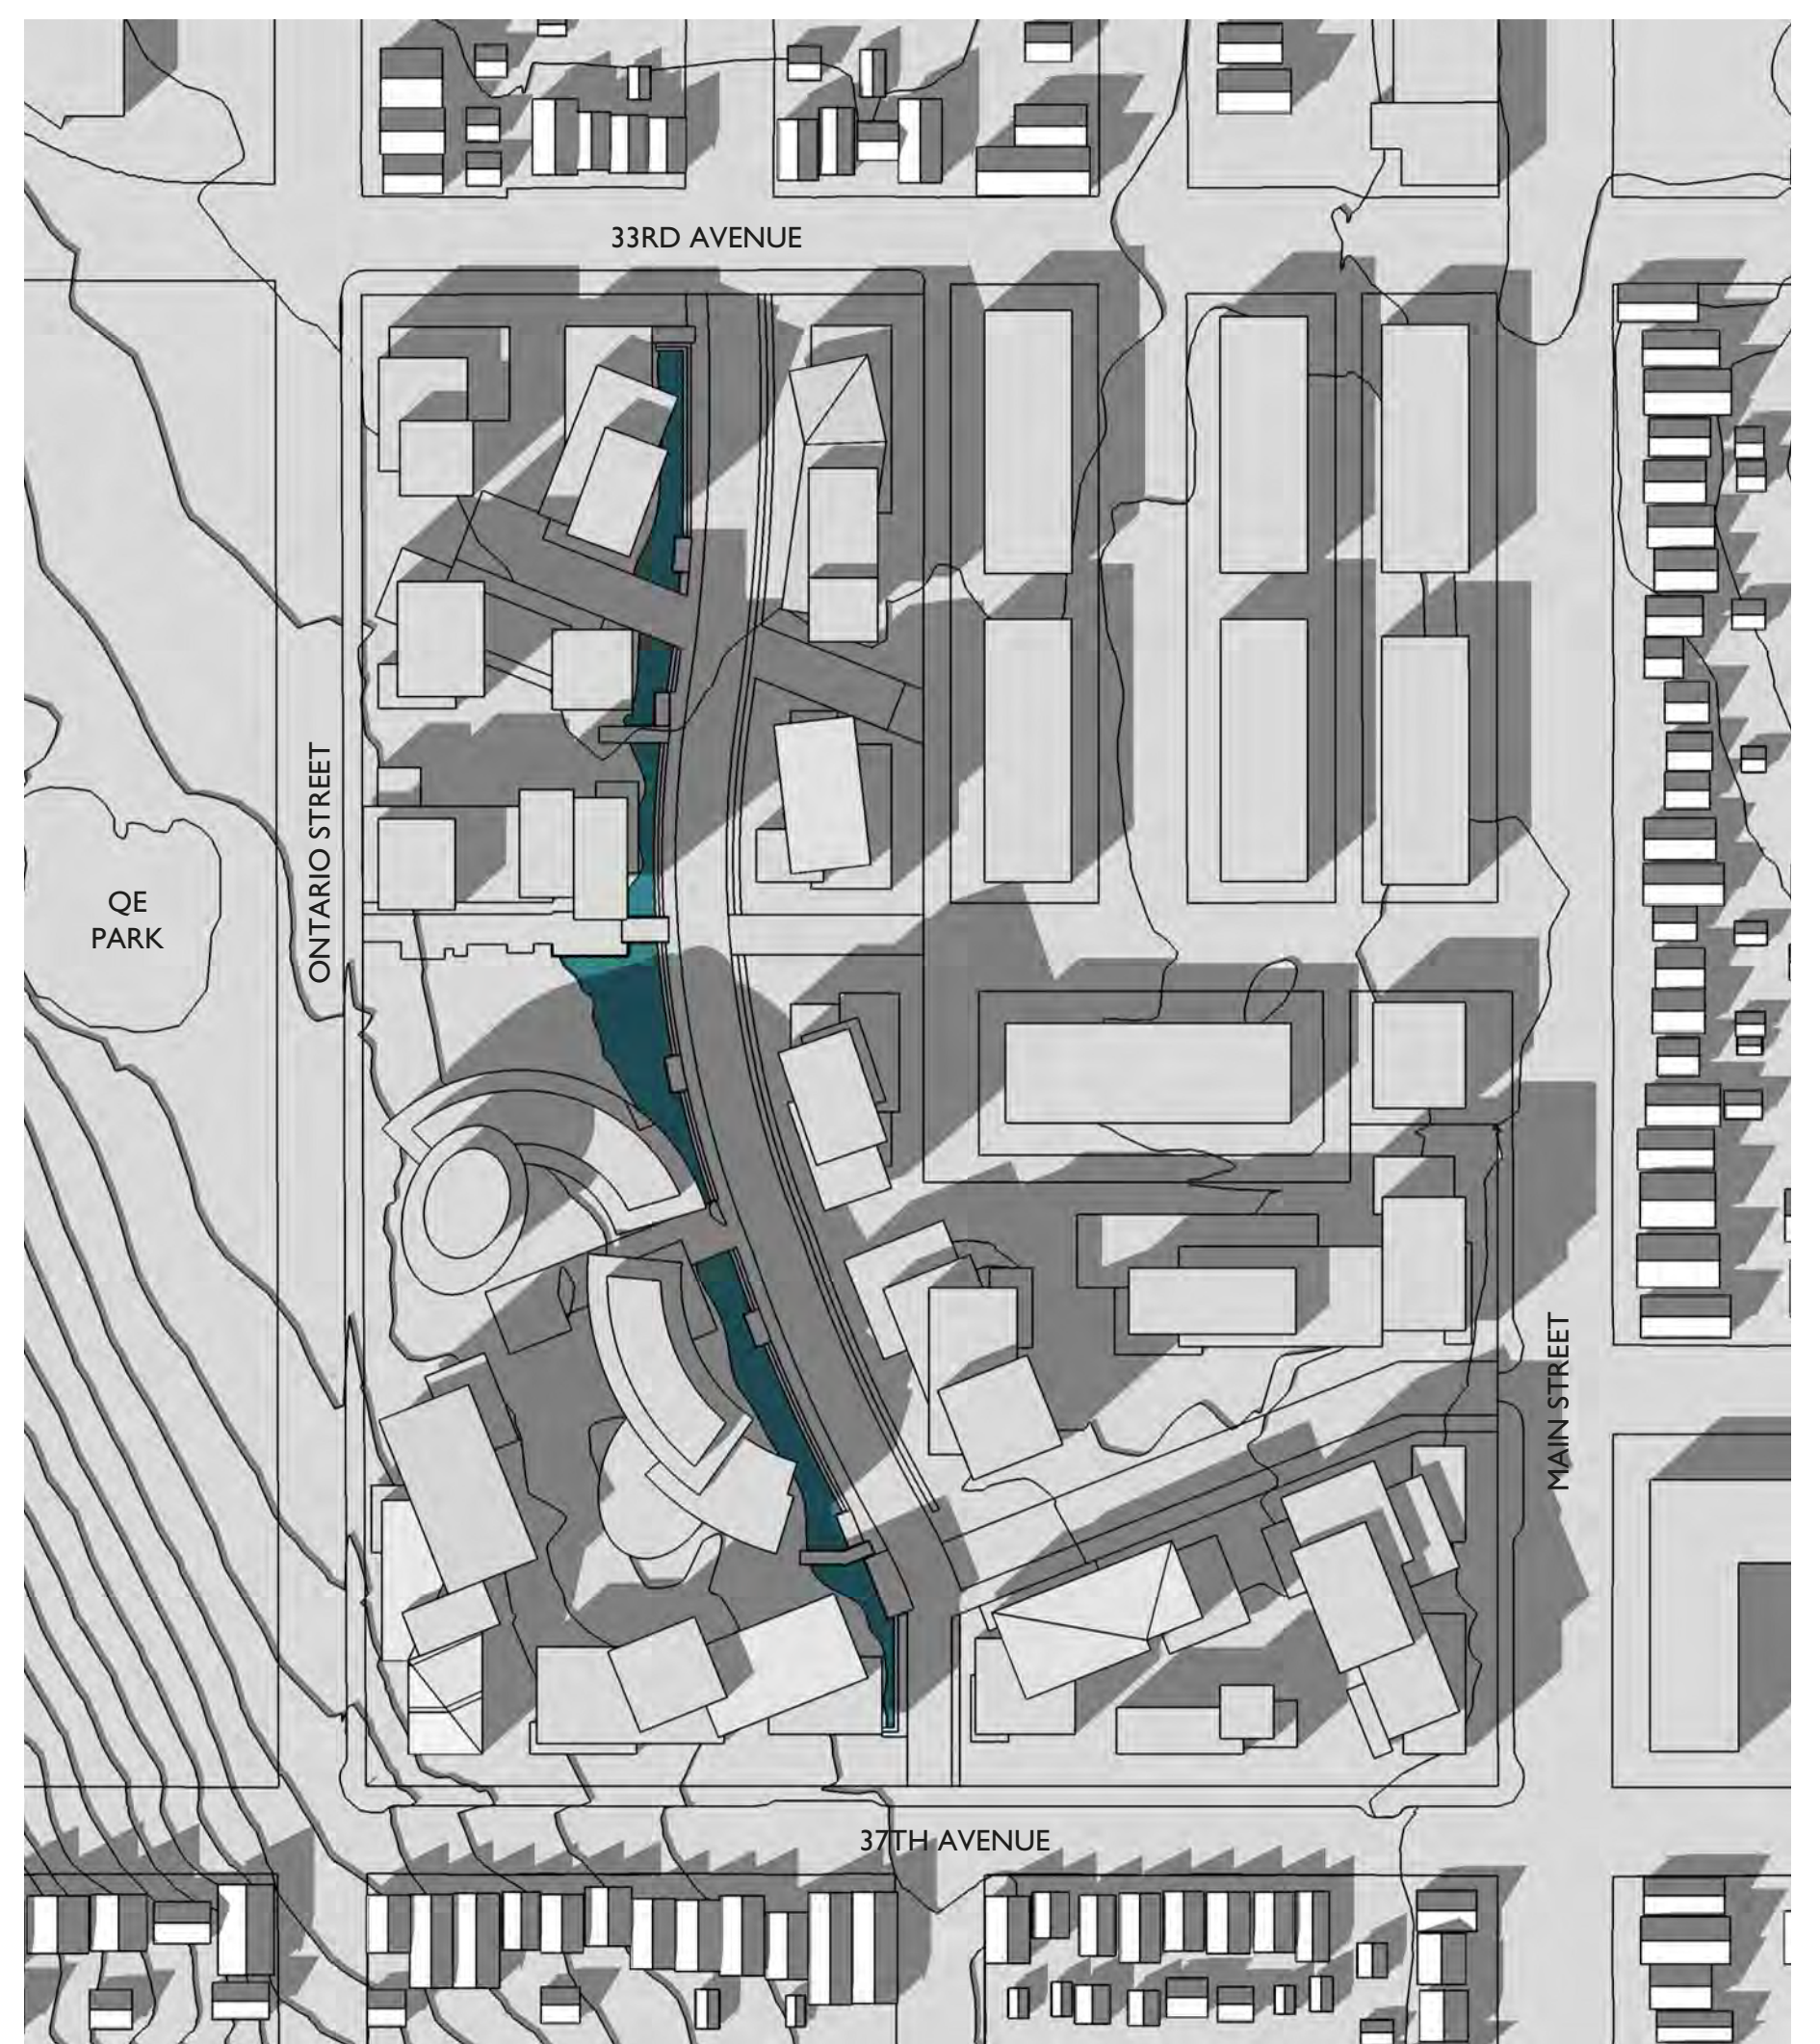 33RD AVENUE
ONTARIO STREET
QE
PARK
MAIN STREET
37TH AVENUE